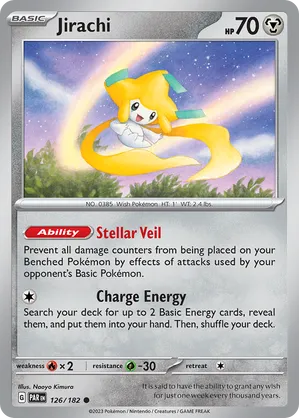 BASIC
Jirachi
HP 70
NO. 0385 Wish Pokémon HT: 1' WT: 2.4 lbs.
Ability Stellar Veil
Prevent all damage counters from being placed on your
Benched Pokémon by effects of attacks used by your
opponent's Basic Pokémon.
Charge Energy
Search your deck for up to 2 Basic Energy cards, reveal
them, and put them into your hand. Then, shuffle your deck.
weakness x2 resistance -30 retreat
Illus. Naoyo Kimura
G PAR EN 126/182
It is said to have the ability to grant any wish
for just one week every thousand years.
©2023 Pokémon / Nintendo / Creatures / GAME FREAK